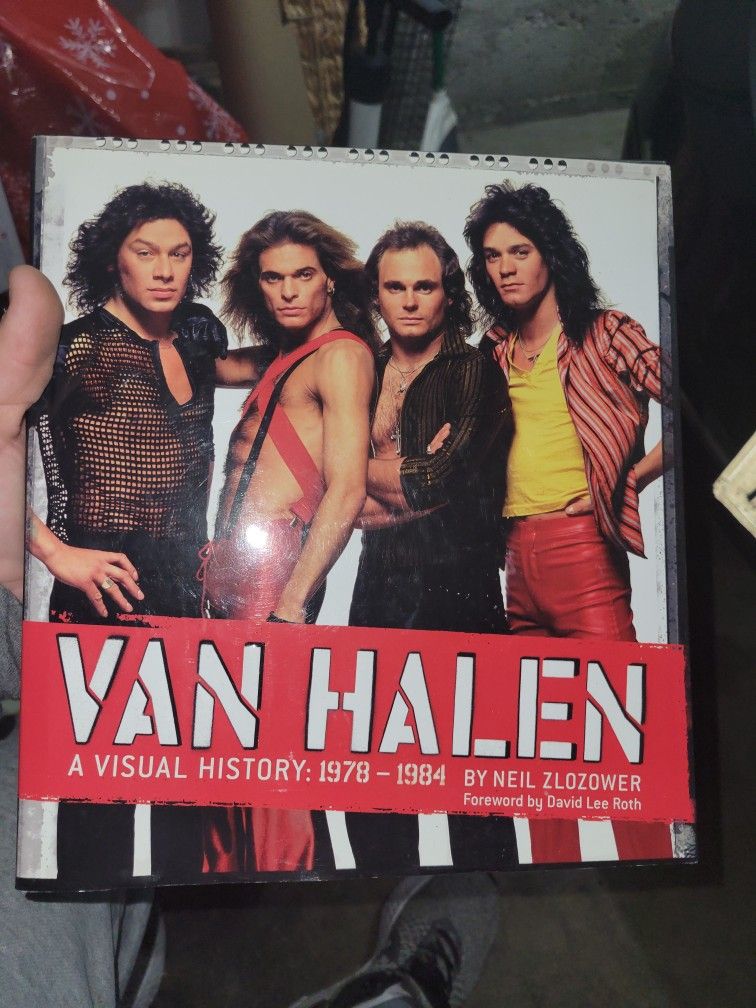 VAN HALEN
A VISUAL HISTORY: 1978 – 1984 BY NEIL ZLOZOWER
Foreword by David Lee Roth